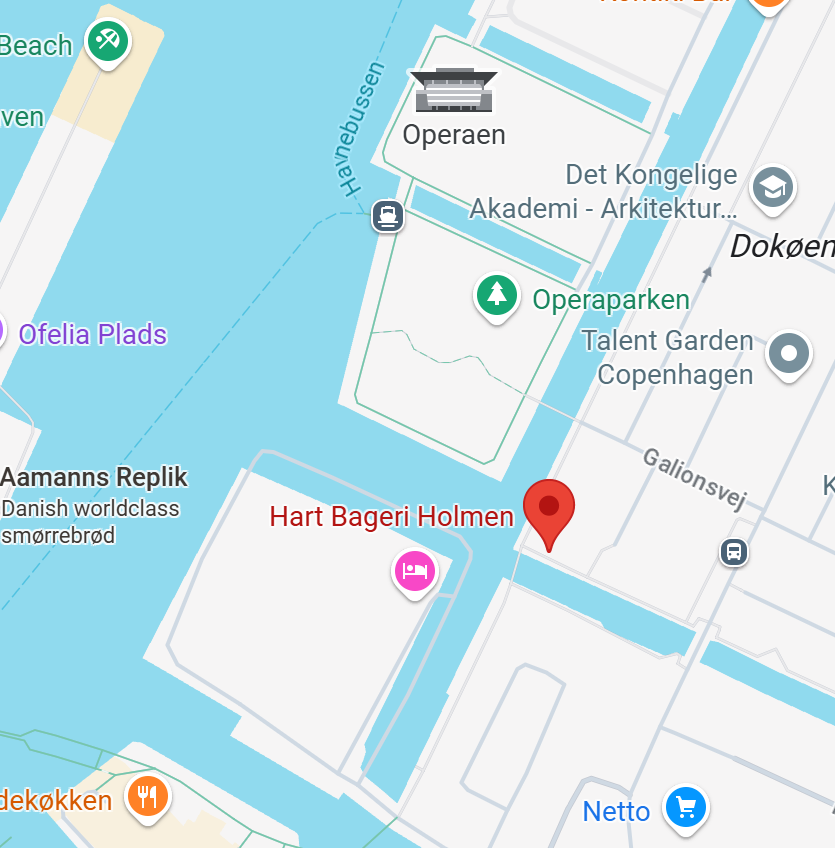 Beach
Havnebussen
Operaen
Det Kongelige
Akademi - Arkitektur...
Dokøen
Operaparken
Ofelia Plads
Talent Garden
Copenhagen
Galionsvej
Aamanns Replik
Danish worldclass
smørrebrød
K
Hart Bageri Holmen
Netto